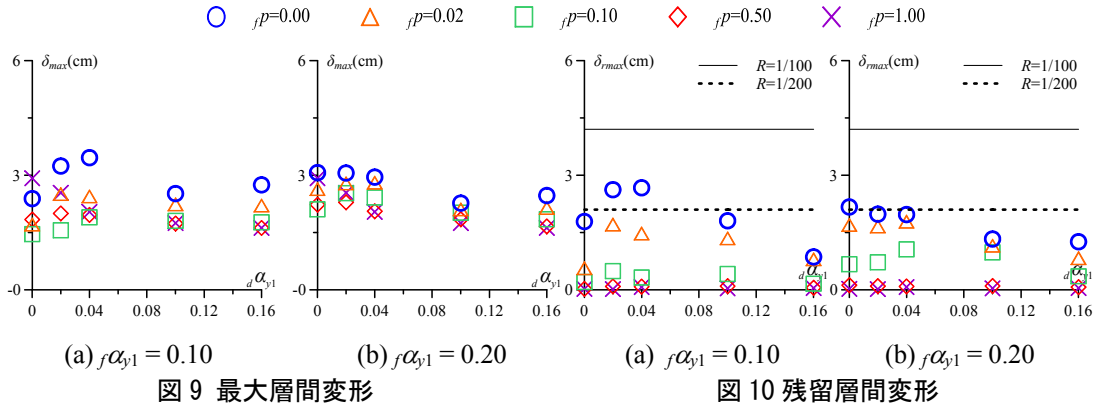 fp=0.00 fp=0.02 fp=0.10 fp=0.50 fp=1.00
6 δmax(cm)
3
-0
0 0.04 0.08 0.12 0.16
dαy1
(a) fαy1 = 0.10
6 δmax(cm)
3
-0
0 0.04 0.08 0.12 0.16
dαy1
(b) fαy1 = 0.20
図9 最大層間変形
6 δrmax(cm)
R=1/100
R=1/200
3
0
0 0.04 0.08 0.12 0.16
dαy1
(a) fαy1 = 0.10
6 δrmax(cm)
R=1/100
R=1/200
3
0
0 0.04 0.08 0.12 0.16
dαy1
(b) fαy1 = 0.20
図10 残留層間変形